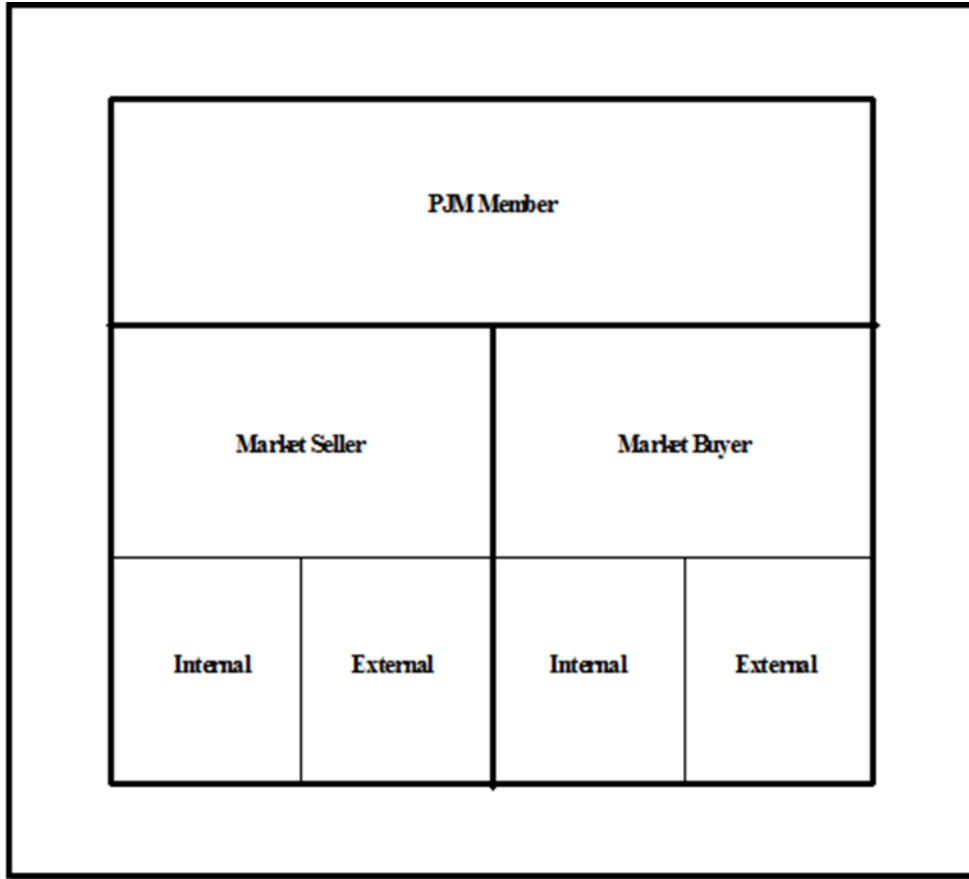 PJM Member
Market Seller
Market Buyer
Internal
External
Internal
External